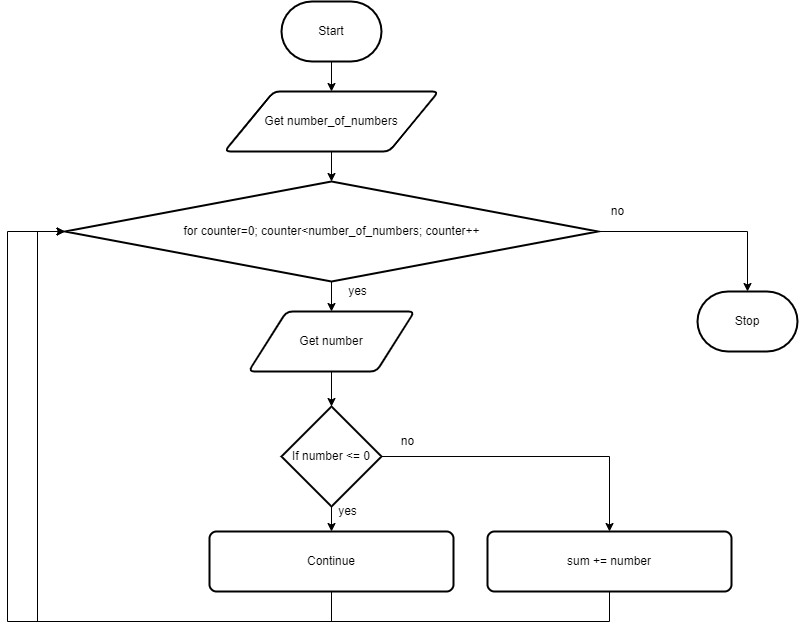 Start
Get number_of_numbers
for counter=0; counter<number_of_numbers; counter++
no
yes
Get number
Stop
If number <= 0
no
yes
Continue
sum += number